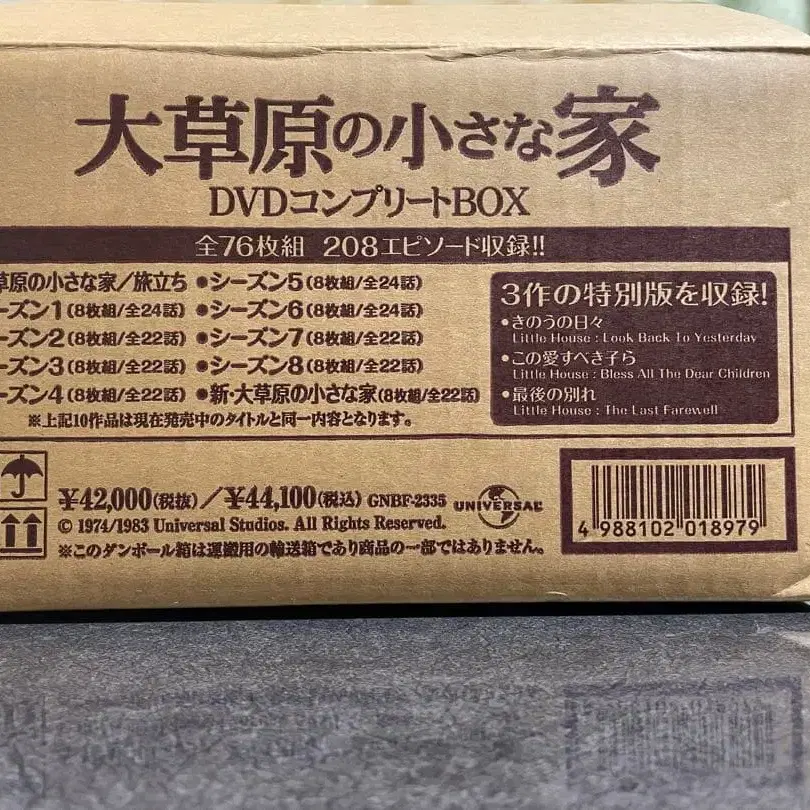 大草原の小さな家
DVDコンプリートBOX
全76枚組 208エピソード収録!!
草原の小さな家／旅立ち
ーズン1(8枚組/全24話)
ーズン2(8枚組/全22話)
ーズン3(8枚組/全22話)
ーズン4(8枚組/全22話)
●シーズン5(8枚組/全24話)
●シーズン6(8枚組/全24話)
●シーズン7(8枚組/全22話)
●シーズン8(8枚組/全22話)
●新・大草原の小さな家(8枚組/全22話)
※上記10作品は現在発売中のタイトルと同一内容となります。
3作の特別版を収録!
•きのうの日々
Little House : Look Back To Yesterday
•この愛すべき子ら
Little House : Bless All The Dear Children
•最後の別れ
Little House : The Last Farewell
¥42,000(税抜)／¥44,100(税込) GNBF-2335
UNIVERSAL
© 1974/1983 Universal Studios. All Rights Reserved.
※このダンボール箱は運搬用の輸送箱であり商品の一部ではありません。
4 988102 018979